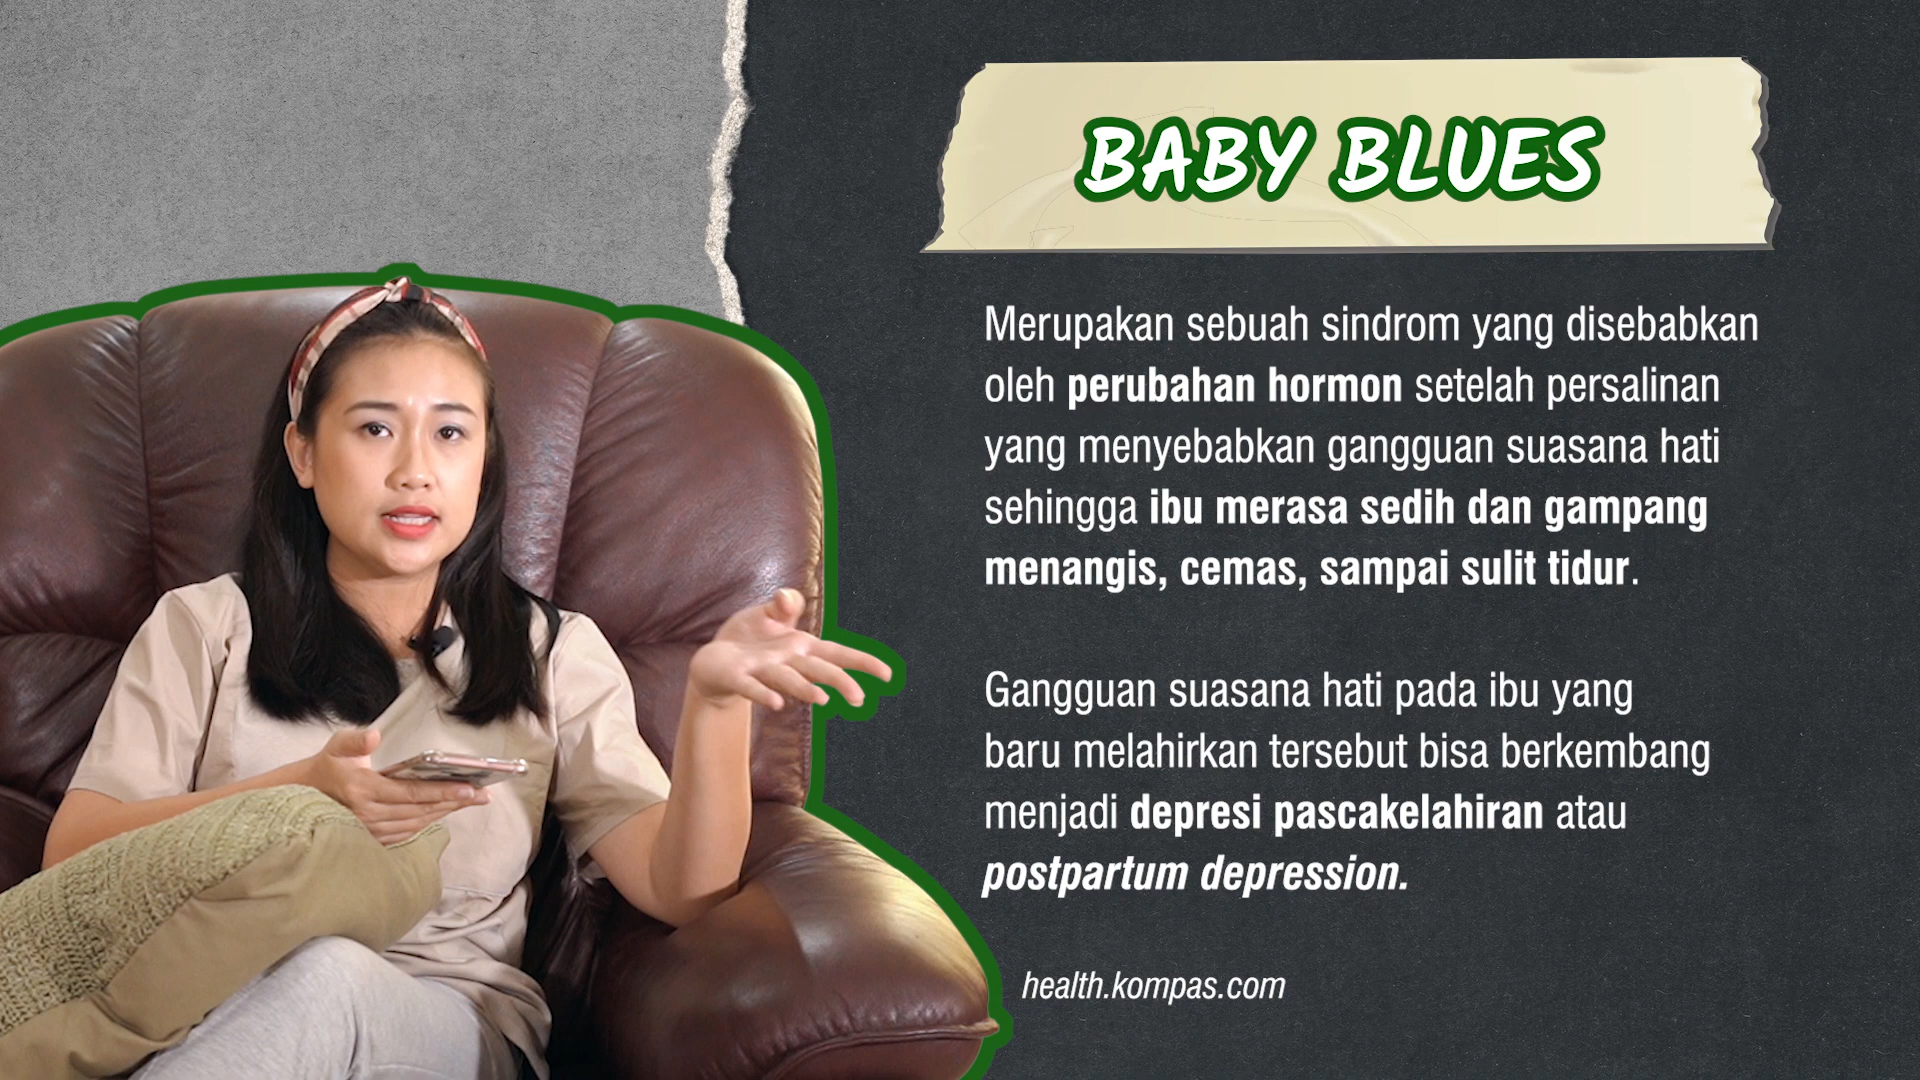 BABY BLUES
Merupakan sebuah sindrom yang disebabkan
oleh perubahan hormon setelah persalinan
yang menyebabkan gangguan suasana hati
sehingga ibu merasa sedih dan gampang
menangis, cemas, sampai sulit tidur.
Gangguan suasana hati pada ibu yang
baru melahirkan tersebut bisa berkembang
menjadi depresi pascakelahiran atau
postpartum depression.
health.kompas.com